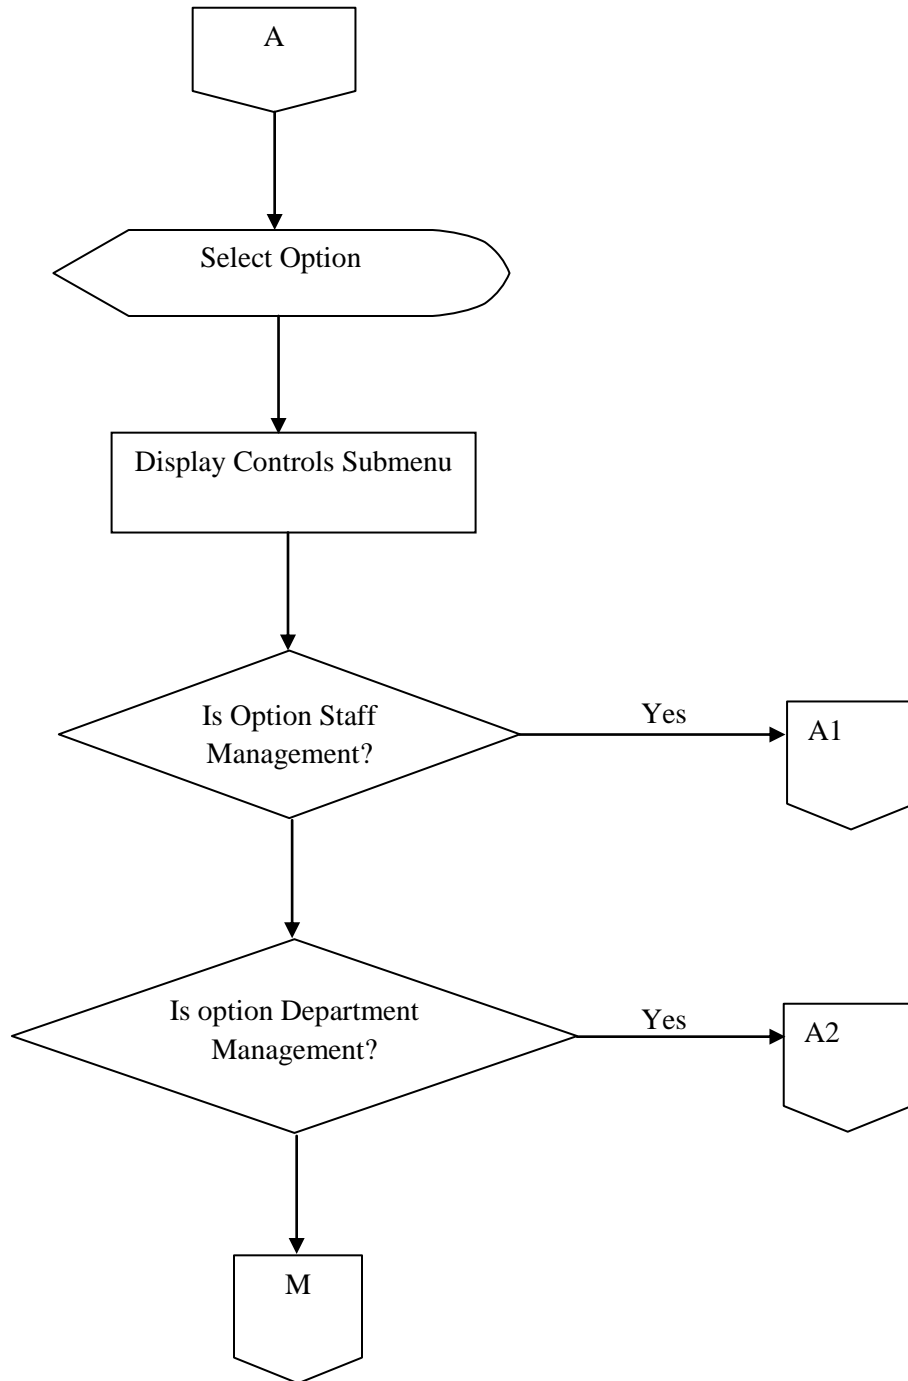 A
Select Option
Display Controls Submenu
Is Option Staff
Management?
Yes
A1
Is option Department
Management?
Yes
A2
M